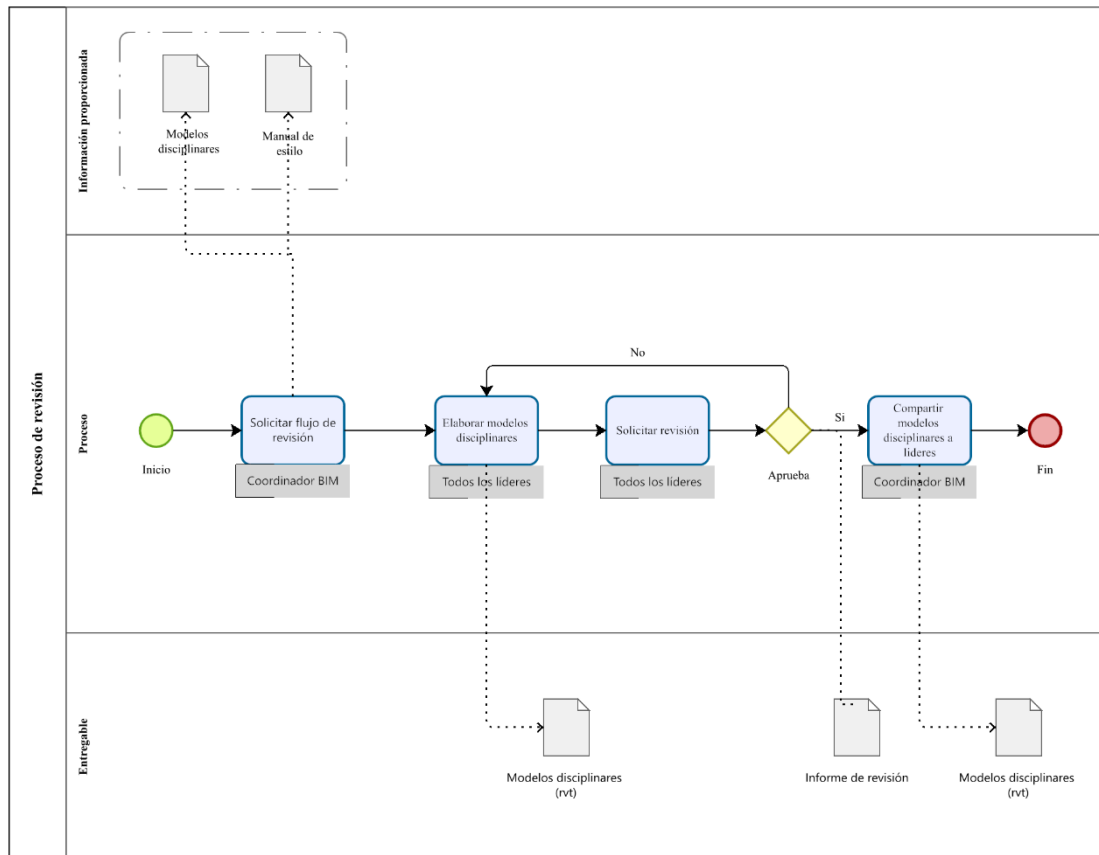 Proceso de revisión
Información proporcionada
Modelos
disciplinares
Manual de
estilo
Proceso
No
Solicitar flujo de
revisión
Elaborar modelos
disciplinares
Solicitar revisión
Si
Compartir
modelos
disciplinares a
lideres
Inicio
Coordinador BIM
Todos los lideres
Todos los lideres
Aprueba
Coordinador BIM
Fin
Entregable
Modelos disciplinares
(rvt)
Informe de revisión
Modelos disciplinares
(rvt)